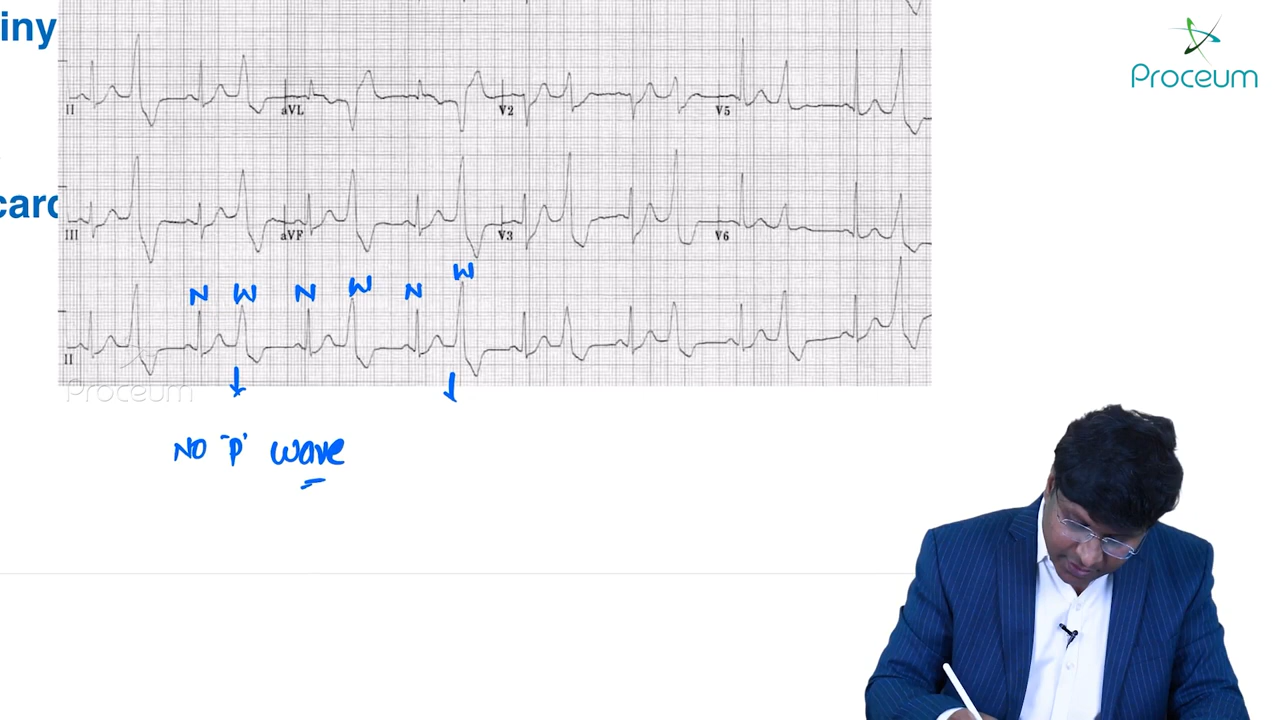 iny
Proceum
II aVL V2 V5
card
III aVF V3 V6
N W N W N W
II
Proceum
NO "P" wave